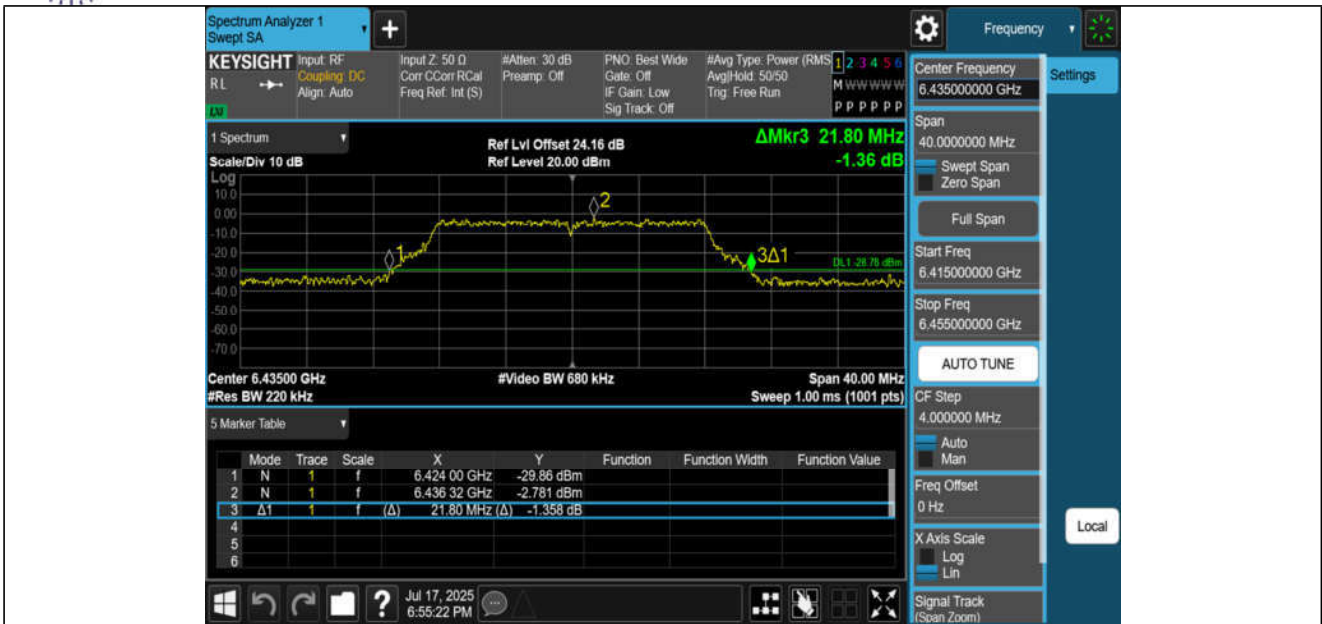 Spectrum Analyzer 1
Swept SA
+
Frequency
KEYSIGHT
RL
LV
Input: RF
Coupling: DC
Align: Auto
Input Z: 50 Ω
Corr CCorr RCal
Freq Ref: Int (S)
#Atten: 30 dB
Preamp: Off
PNO: Best Wide
Gate: Off
IF Gain: Low
Sig Track: Off
#Avg Type: Power (RMS
Avg|Hold: 50/50
Trig: Free Run
1 2 3 4 5 6
M W W W W W
P P P P P P
1 Spectrum
Scale/Div 10 dB
Ref Lvl Offset 24.16 dB
Ref Level 20.00 dBm
ΔMkr3 21.80 MHz
-1.36 dB
Log
10.0
0.00
-10.0
-20.0
-30.0
-40.0
-50.0
-60.0
-70.0
1
2
3Δ1
DL1 -28.78 dBm
Center 6.43500 GHz
#Res BW 220 kHz
#Video BW 680 kHz
Span 40.00 MHz
Sweep 1.00 ms (1001 pts)
5 Marker Table
Mode Trace Scale X Y Function Function Width Function Value
1 N 1 f 6.424 00 GHz -29.86 dBm
2 N 1 f 6.436 32 GHz -2.781 dBm
3 Δ1 1 f (Δ) 21.80 MHz (Δ) -1.358 dB
4
5
6
Jul 17, 2025
6:55:22 PM
?
Center Frequency
6.435000000 GHz
Settings
Span
40.0000000 MHz
Swept Span
Zero Span
Full Span
Start Freq
6.415000000 GHz
Stop Freq
6.455000000 GHz
AUTO TUNE
CF Step
4.000000 MHz
Auto
Man
Freq Offset
0 Hz
X Axis Scale
Log
Lin
Signal Track
(Span Zoom)
Local